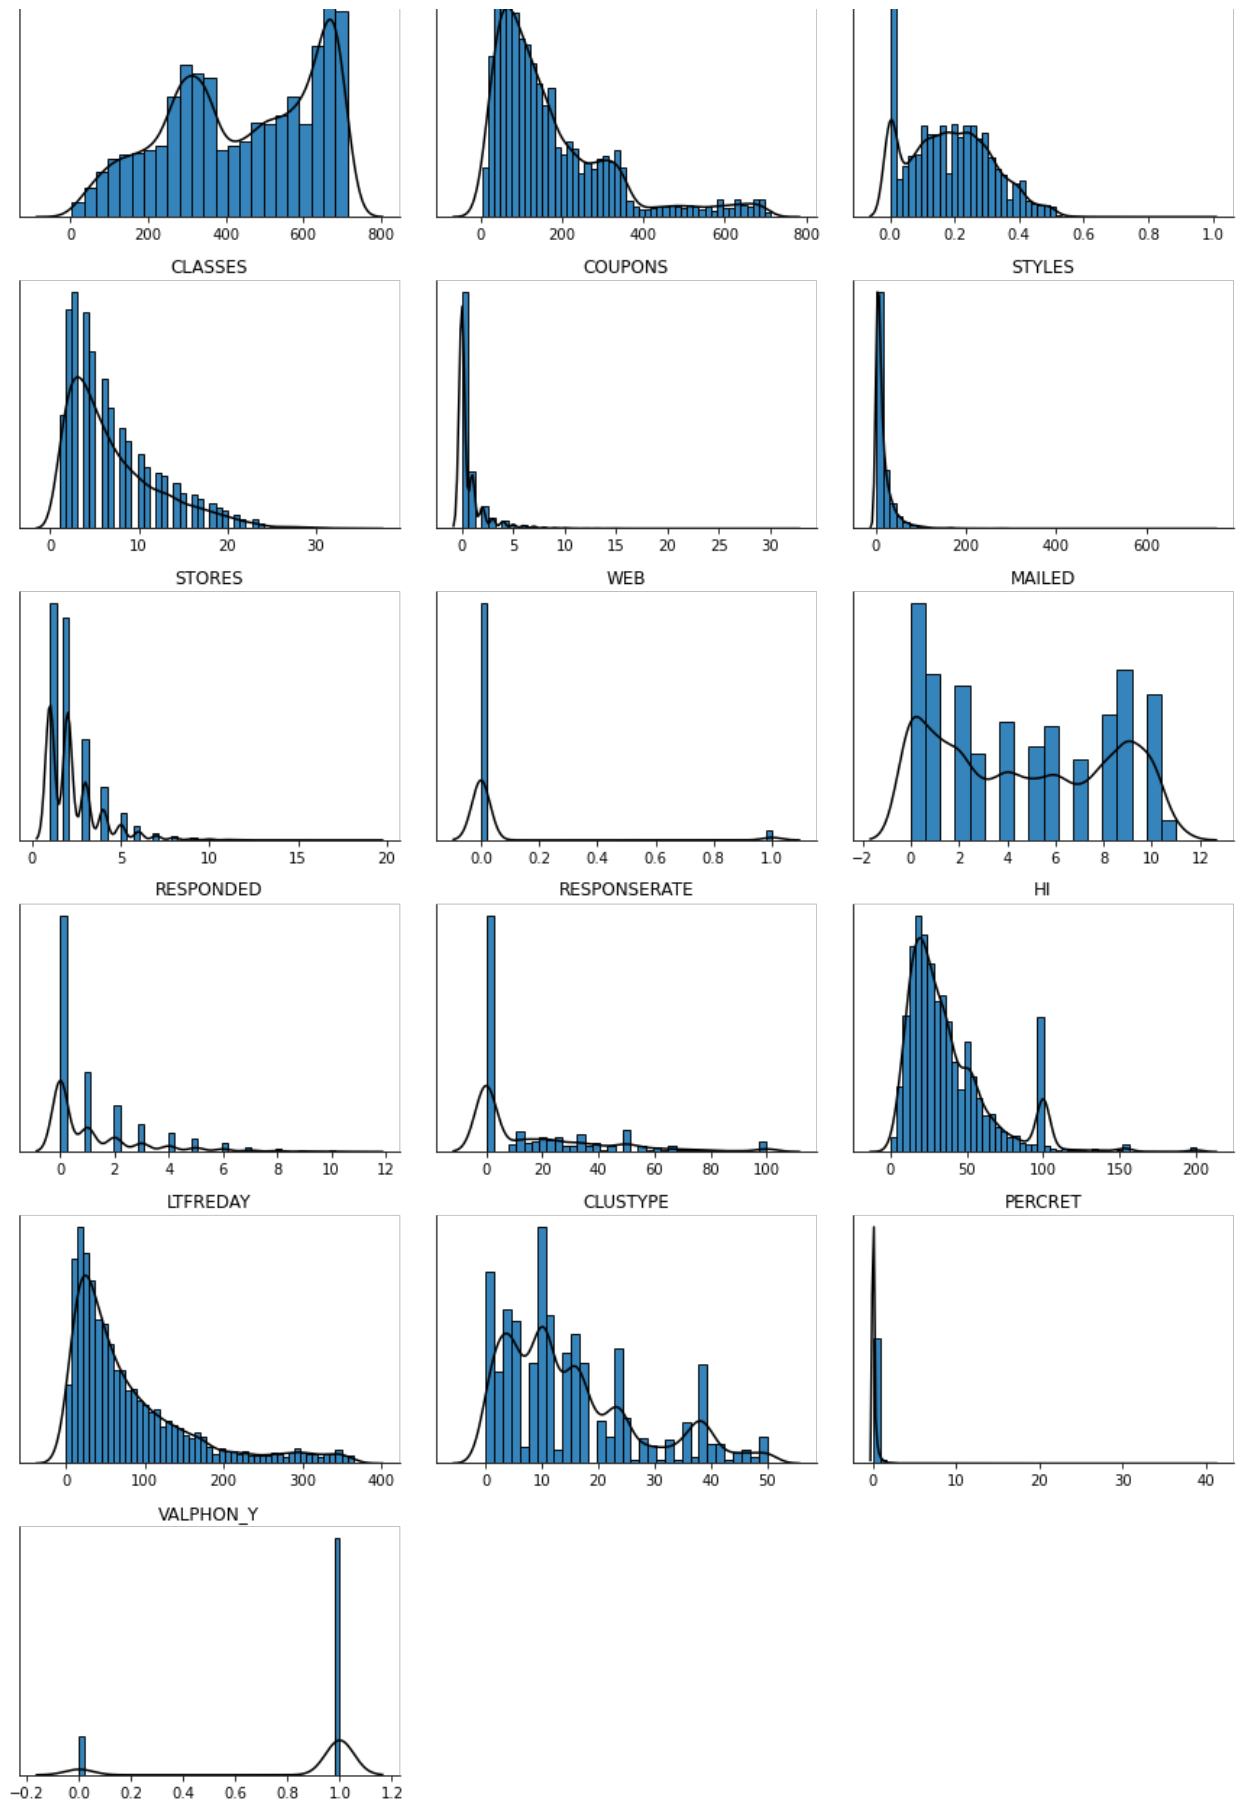 0 200 400 600 800 0 200 400 600 800 0.0 0.2 0.4 0.6 0.8 1.0
CLASSES COUPONS STYLES
0 10 20 30 0 5 10 15 20 25 30 0 200 400 600
STORES WEB MAILED
0 5 10 15 20 0.0 0.2 0.4 0.6 0.8 1.0 −2 0 2 4 6 8 10 12
RESPONDED RESPONSERATE HI
0 2 4 6 8 10 12 0 20 40 60 80 100 0 50 100 150 200
LTFREDAY CLUSTYPE PERCRET
0 100 200 300 400 0 10 20 30 40 50 0 10 20 30 40
VALPHON_Y
−0.2 0.0 0.2 0.4 0.6 0.8 1.0 1.2